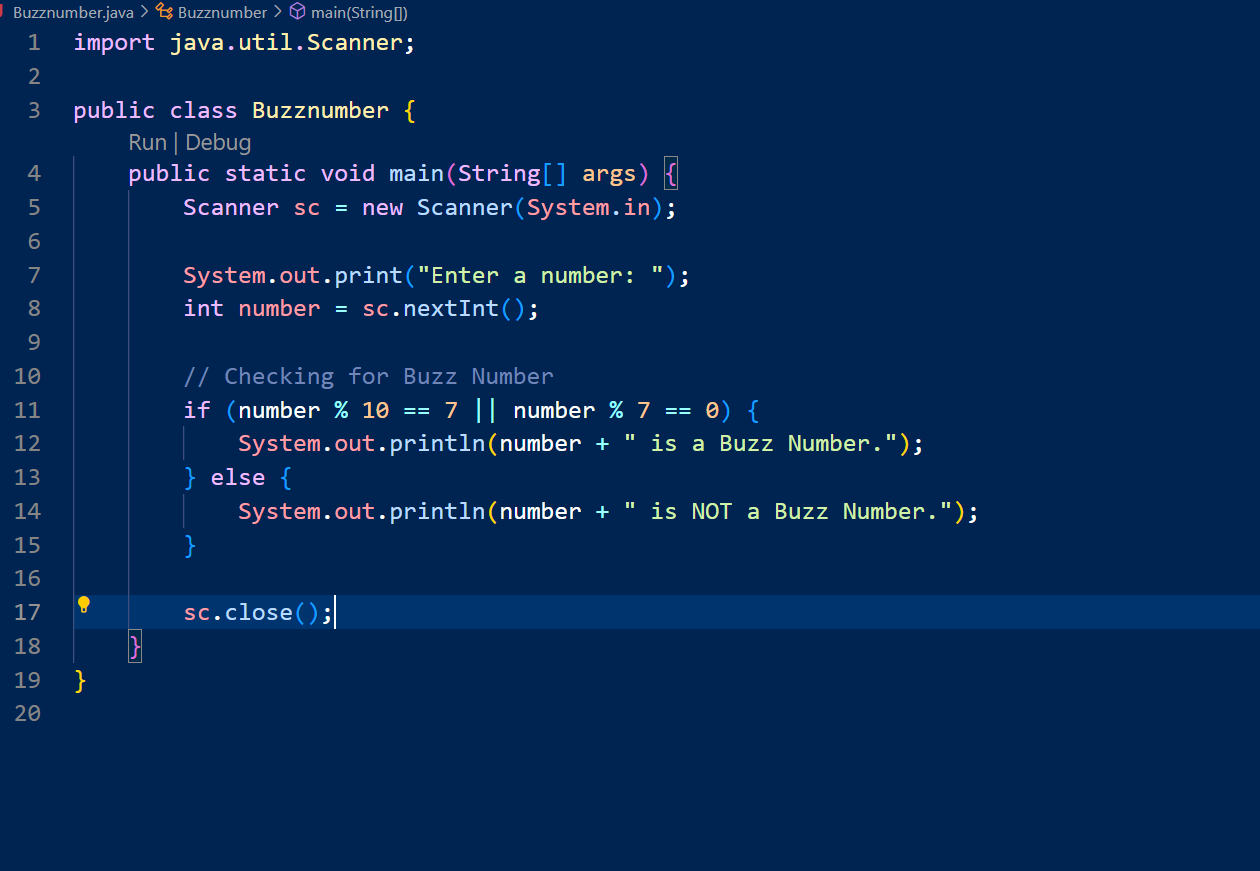 Buzznumber.java > Buzznumber > main(String[])
1 import java.util.Scanner;
2
3 public class Buzznumber {
Run | Debug
4 public static void main(String[] args) {
5 Scanner sc = new Scanner(System.in);
6
7 System.out.print("Enter a number: ");
8 int number = sc.nextInt();
9
10 // Checking for Buzz Number
11 if (number % 10 == 7 || number % 7 == 0) {
12 System.out.println(number + " is a Buzz Number.");
13 } else {
14 System.out.println(number + " is NOT a Buzz Number.");
15 }
16
17 sc.close();
18 }
19 }
20